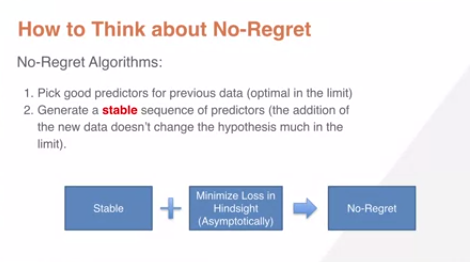 How to Think about No-Regret
No-Regret Algorithms:
1. Pick good predictors for previous data (optimal in the limit)
2. Generate a stable sequence of predictors (the addition of
the new data doesn't change the hypothesis much in the
limit).
Stable
Minimize Loss in
Hindsight
(Asymptotically)
No-Regret